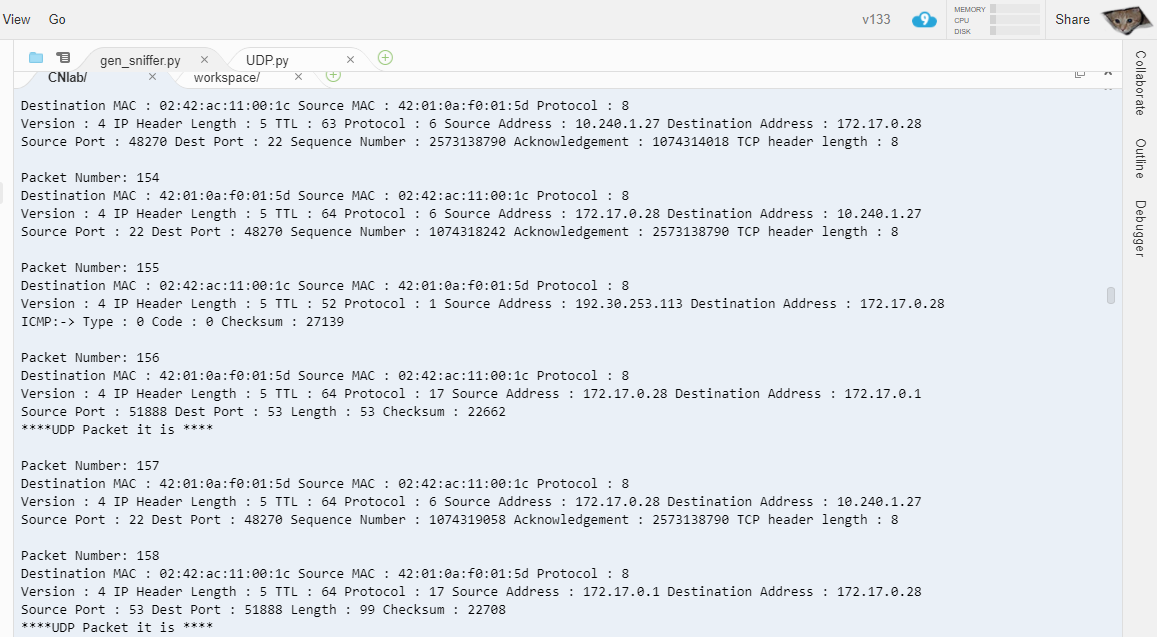 View Go
v133
9
MEMORY
CPU
DISK
Share
gen_sniffer.py
UDP.py
CNlab/
workspace/
Destination MAC : 02:42:ac:11:00:1c Source MAC : 42:01:0a:f0:01:5d Protocol : 8
Version : 4 IP Header Length : 5 TTL : 63 Protocol : 6 Source Address : 10.240.1.27 Destination Address : 172.17.0.28
Source Port : 48270 Dest Port : 22 Sequence Number : 2573138790 Acknowledgement : 1074314018 TCP header length : 8
Packet Number: 154
Destination MAC : 42:01:0a:f0:01:5d Source MAC : 02:42:ac:11:00:1c Protocol : 8
Version : 4 IP Header Length : 5 TTL : 64 Protocol : 6 Source Address : 172.17.0.28 Destination Address : 10.240.1.27
Source Port : 22 Dest Port : 48270 Sequence Number : 1074318242 Acknowledgement : 2573138790 TCP header length : 8
Packet Number: 155
Destination MAC : 02:42:ac:11:00:1c Source MAC : 42:01:0a:f0:01:5d Protocol : 8
Version : 4 IP Header Length : 5 TTL : 52 Protocol : 1 Source Address : 192.30.253.113 Destination Address : 172.17.0.28
ICMP:-> Type : 0 Code : 0 Checksum : 27139
Packet Number: 156
Destination MAC : 42:01:0a:f0:01:5d Source MAC : 02:42:ac:11:00:1c Protocol : 8
Version : 4 IP Header Length : 5 TTL : 64 Protocol : 17 Source Address : 172.17.0.28 Destination Address : 172.17.0.1
Source Port : 51888 Dest Port : 53 Length : 53 Checksum : 22662
****UDP Packet it is ****
Packet Number: 157
Destination MAC : 42:01:0a:f0:01:5d Source MAC : 02:42:ac:11:00:1c Protocol : 8
Version : 4 IP Header Length : 5 TTL : 64 Protocol : 6 Source Address : 172.17.0.28 Destination Address : 10.240.1.27
Source Port : 22 Dest Port : 48270 Sequence Number : 1074319058 Acknowledgement : 2573138790 TCP header length : 8
Packet Number: 158
Destination MAC : 02:42:ac:11:00:1c Source MAC : 42:01:0a:f0:01:5d Protocol : 8
Version : 4 IP Header Length : 5 TTL : 64 Protocol : 17 Source Address : 172.17.0.1 Destination Address : 172.17.0.28
Source Port : 53 Dest Port : 51888 Length : 99 Checksum : 22708
****UDP Packet it is ****
Collaborate
Outline
Debugger